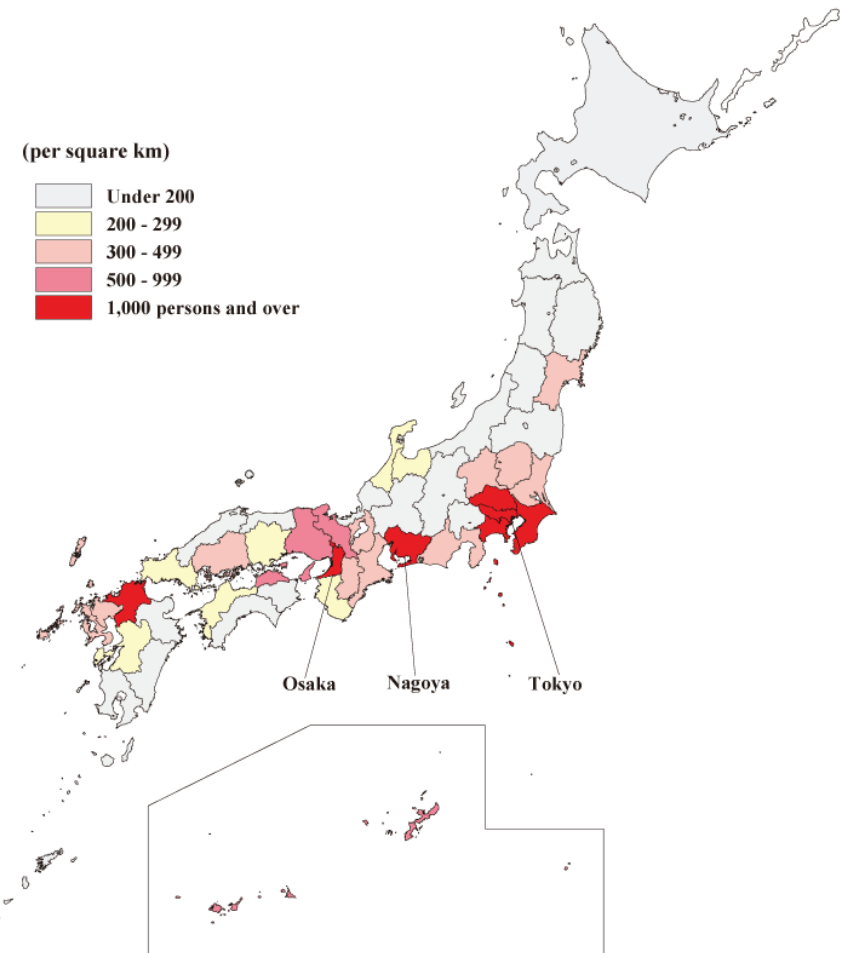 (per square km)
Under 200
200 - 299
300 - 499
500 - 999
1,000 persons and over
Osaka
Nagoya
Tokyo